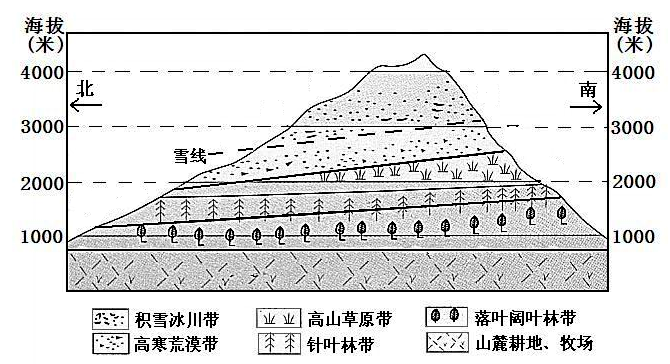 海拔 海拔
(米) (米)
4000 4000
北 南
3000 3000
雪线
2000 2000
1000 1000
积雪冰川带 高山草原带 落叶阔叶林带
高寒荒漠带 针叶林带 山麓耕地、牧场